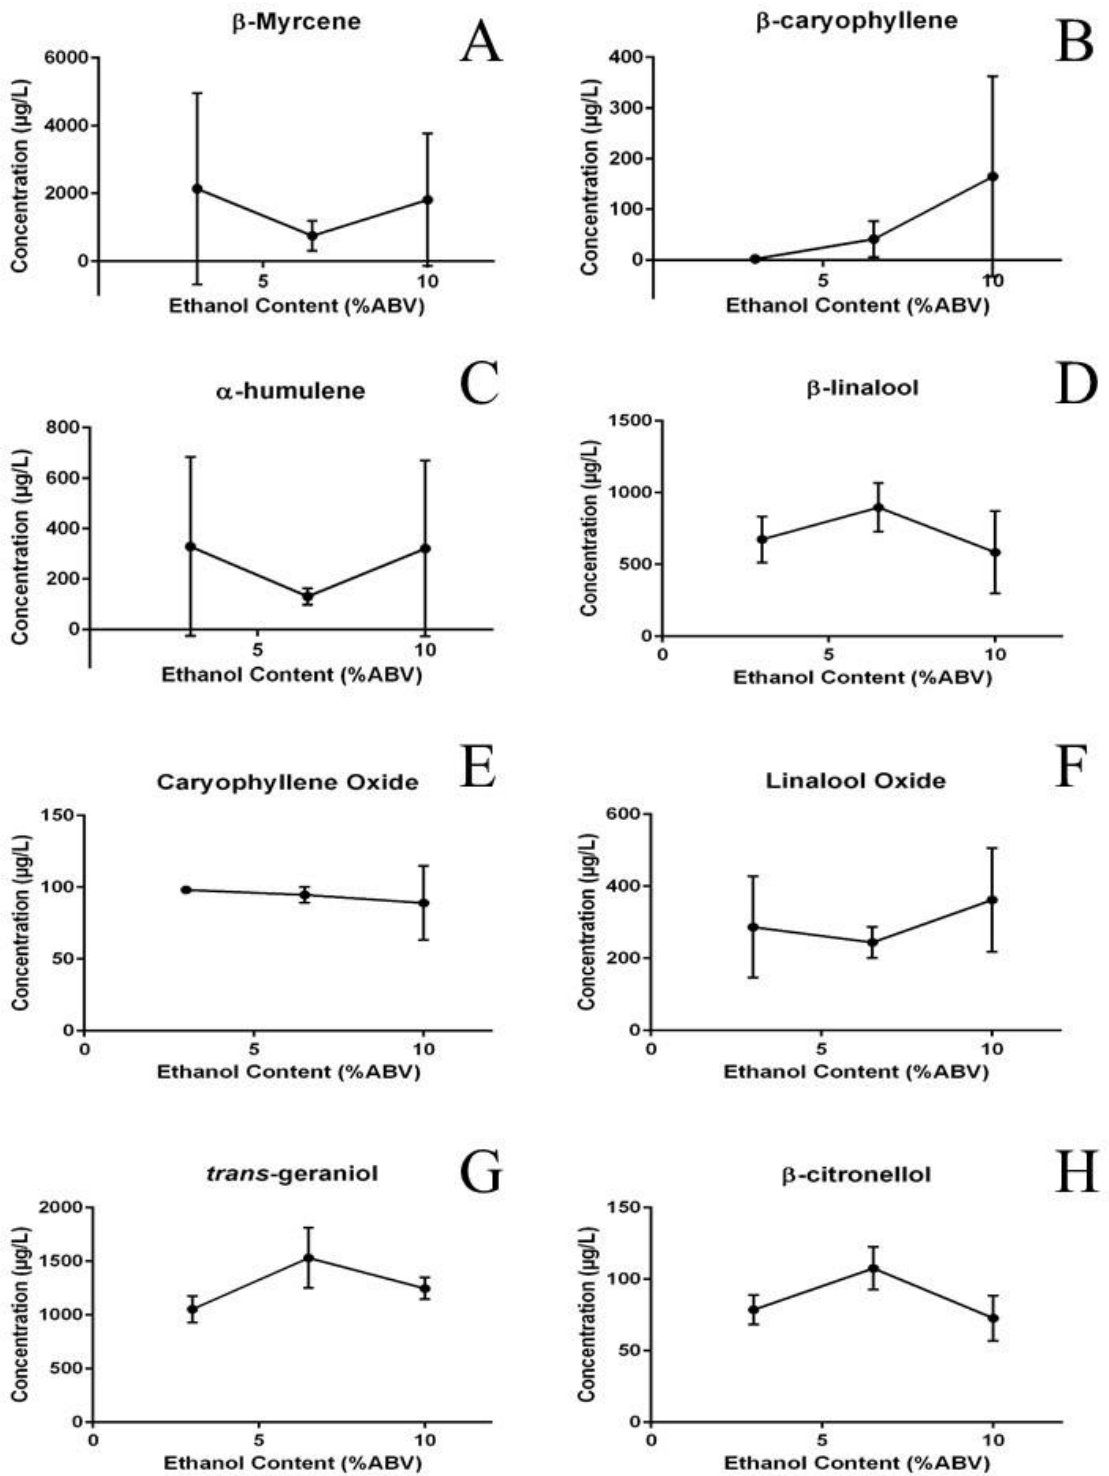 β-Myrcene
A
6000
4000
2000
0
5
10
Concentration (µg/L)
Ethanol Content (%ABV)
β-caryophyllene
B
400
300
200
100
0
5
10
Concentration (µg/L)
Ethanol Content (%ABV)
α-humulene
C
800
600
400
200
0
5
10
Concentration (µg/L)
Ethanol Content (%ABV)
β-linalool
D
1500
1000
500
0
0
5
10
Concentration (µg/L)
Ethanol Content (%ABV)
Caryophyllene Oxide
E
150
100
50
0
0
5
10
Concentration (µg/L)
Ethanol Content (%ABV)
Linalool Oxide
F
600
400
200
0
0
5
10
Concentration (µg/L)
Ethanol Content (%ABV)
trans-geraniol
G
2000
1500
1000
500
0
0
5
10
Concentration (µg/L)
Ethanol Content (%ABV)
β-citronellol
H
150
100
50
0
0
5
10
Concentration (µg/L)
Ethanol Content (%ABV)